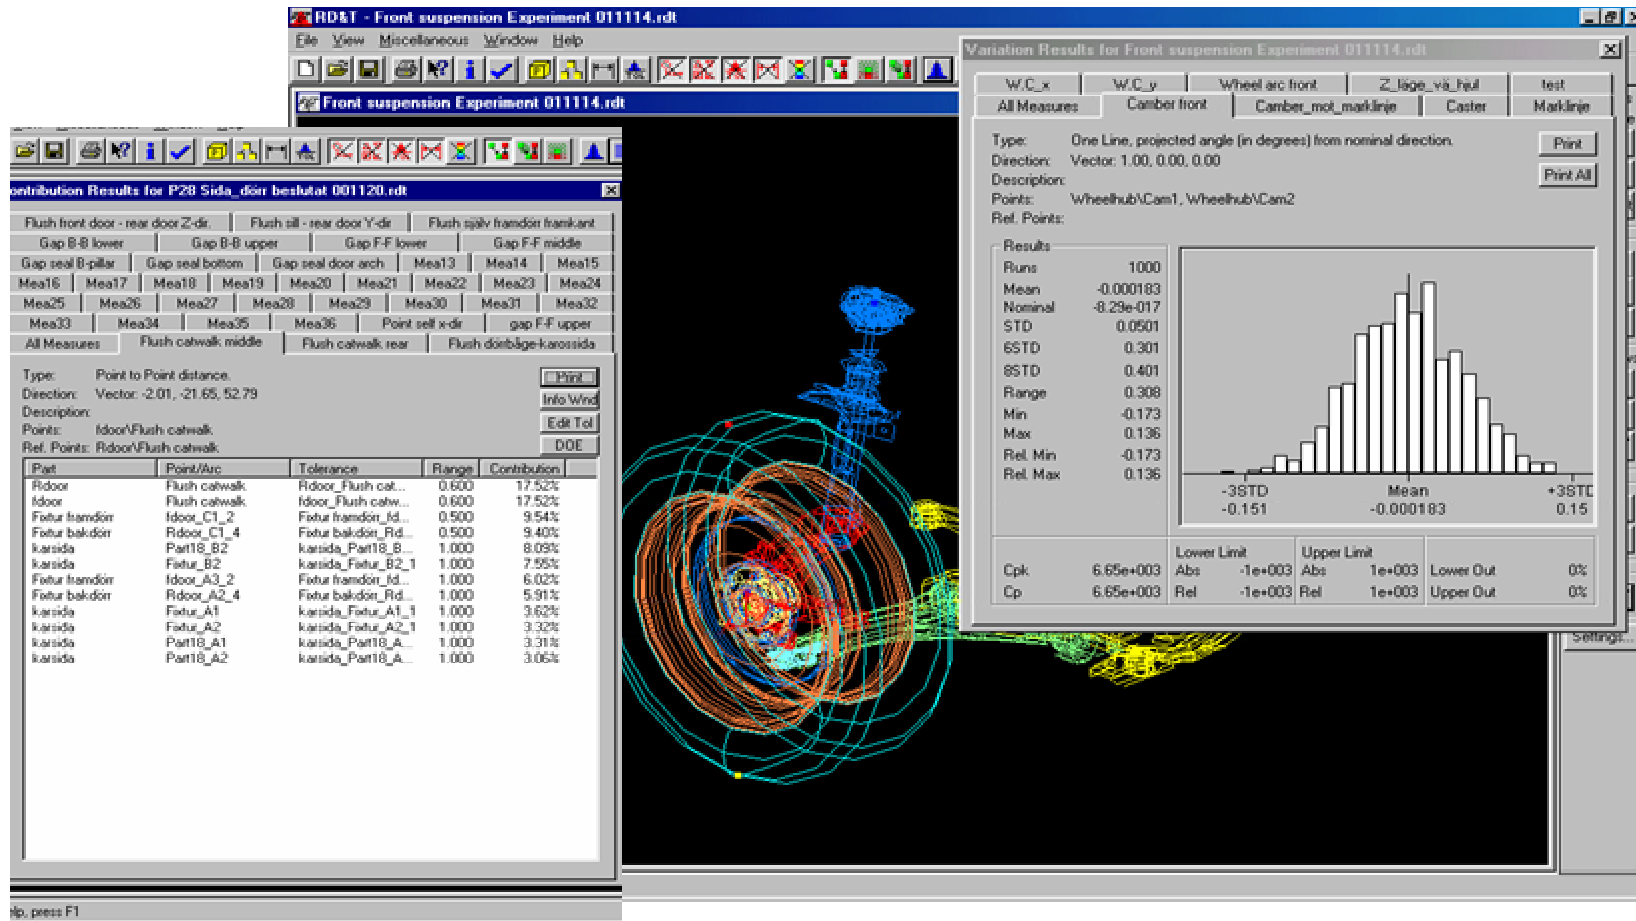 RD&T - Front suspension Experiment 011114.rdt
File View Miscellaneous Window Help
Front suspension Experiment 011114.rdt
Variation Results for Front suspension Experiment 011114.rdt
W.C_x W.C_y Wheel arc front Z_läge_vä_hjul test
All Measures Camber front Camber_mot_marklinje Caster Marklinje
Type: One Line, projected angle (in degrees) from nominal direction.
Direction: Vector: 1.00, 0.00, 0.00
Description:
Points: Wheelhub\Cam1, Wheelhub\Cam2
Ref. Points:
Print
Print All
Results
Runs 1000
Mean -0.000183
Nominal -8.29e-017
STD 0.0501
6STD 0.301
8STD 0.401
Range 0.308
Min -0.173
Max 0.136
Rel. Min -0.173
Rel. Max 0.136
-3STD Mean +3STD
-0.151 -0.000183 0.15
Lower Limit Upper Limit
Cpk 6.65e+003 Abs -1e+003 Abs 1e+003 Lower Out 0%
Cp 6.65e+003 Rel -1e+003 Rel 1e+003 Upper Out 0%
Settings...
ontribution Results for P28 Sida_dörr beslutat 001120.rdt
Flush front door - rear door Z-dir. Flush sill - rear door Y-dir Flush själv framdörr framkant
Gap B-B lower Gap B-B upper Gap F-F lower Gap F-F middle
Gap seal B-pillar Gap seal bottom Gap seal door arch Mea13 Mea14 Mea15
Mea16 Mea17 Mea18 Mea19 Mea20 Mea21 Mea22 Mea23 Mea24
Mea25 Mea26 Mea27 Mea28 Mea29 Mea30 Mea31 Mea32
Mea33 Mea34 Mea35 Mea36 Point self x-dir gap F-F upper
All Measures Flush catwalk middle Flush catwalk rear Flush dörrbåge-karossida
Type: Point to Point distance.
Direction: Vector: -2.01, -21.65, 52.79
Description:
Points: fdoor\Flush catwalk
Ref. Points: Rdoor\Flush catwalk
Print
Info Wind
Edit Tol
DOE
Part Point/Arc Tolerance Range Contribution
Rdoor Flush catwalk Rdoor_Flush cat... 0.600 17.52%
fdoor Flush catwalk fdoor_Flush catw... 0.600 17.52%
Fixtur framdörr fdoor_C1_2 Fixtur framdörr_fd... 0.500 9.54%
Fixtur bakdörr Rdoor_C1_4 Fixtur bakdörr_Rd... 0.500 9.40%
karsida Part18_B2 karsida_Part18_B... 1.000 8.09%
karsida Fixtur_B2 karsida_Fixtur_B2_1 1.000 7.55%
Fixtur framdörr fdoor_A3_2 Fixtur framdörr_fd... 1.000 6.02%
Fixtur bakdörr Rdoor_A2_4 Fixtur bakdörr_Rd... 1.000 5.91%
karsida Fixtur_A1 karsida_Fixtur_A1_1 1.000 3.62%
karsida Fixtur_A2 karsida_Fixtur_A2_1 1.000 3.32%
karsida Part18_A1 karsida_Part18_A... 1.000 3.31%
karsida Part18_A2 karsida_Part18_A... 1.000 3.06%
elp, press F1